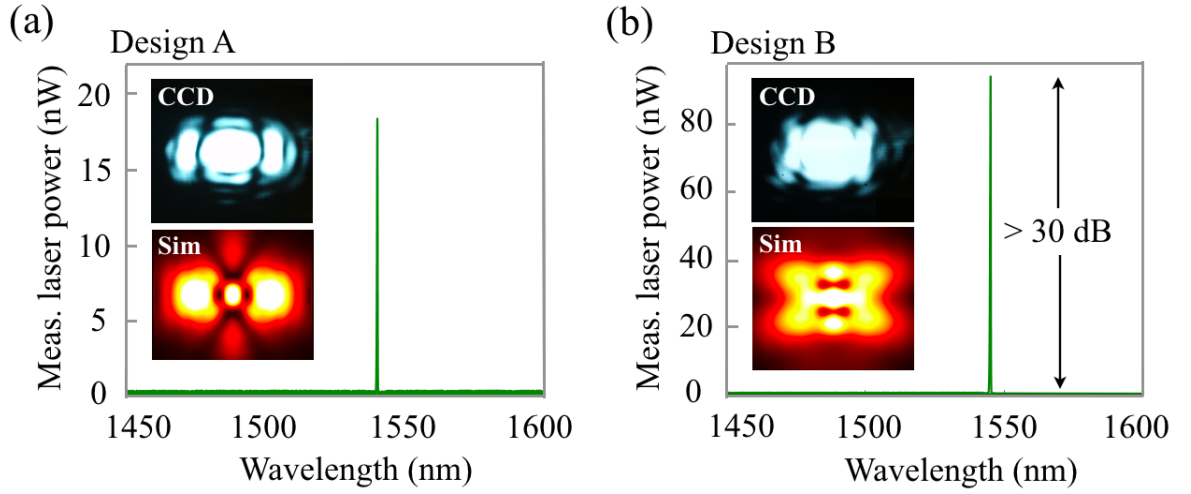 (a)
Design A
Meas. laser power (nW)
20
15
10
5
0
CCD
Sim
1450
1500
1550
1600
Wavelength (nm)
(b)
Design B
Meas. laser power (nW)
80
60
40
20
0
CCD
Sim
> 30 dB
1450
1500
1550
1600
Wavelength (nm)